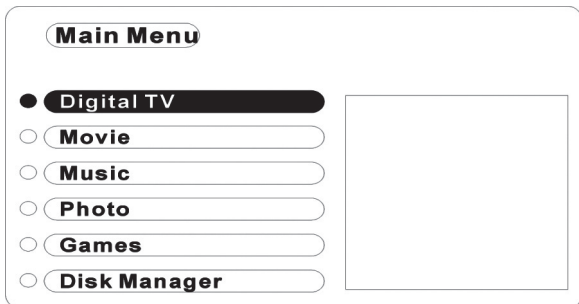 Main Menu
Digital TV
Movie
Music
Photo
Games
Disk Manager